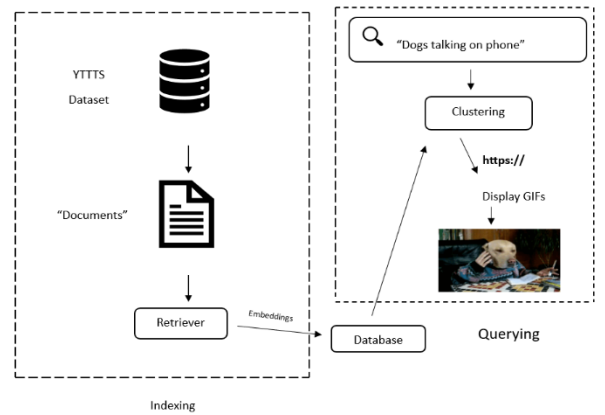 YTTTS
Dataset
“Documents”
Retriever
Embeddings
Database
Indexing
“Dogs talking on phone”
Clustering
https://
Display GIFs
Querying